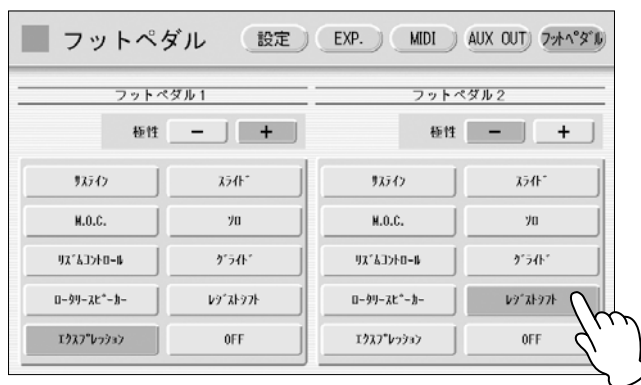 フットペダル 設定 EXP. MIDI AUX OUT ﾌｯﾄﾍﾟﾀﾞﾙ
フットペダル1 フットペダル2
極性 − + 極性 − +
ｻｽﾃｲﾝ ｽﾗｲﾄﾞ ｻｽﾃｲﾝ ｽﾗｲﾄﾞ
M.O.C. ｿﾛ M.O.C. ｿﾛ
ﾘｽﾞﾑｺﾝﾄﾛｰﾙ ｸﾞﾗｲﾄﾞ ﾘｽﾞﾑｺﾝﾄﾛｰﾙ ｸﾞﾗｲﾄﾞ
ﾛｰﾀﾘｰｽﾋﾟｰｶｰ ﾚｼﾞｽﾄｼﾌﾄ ﾛｰﾀﾘｰｽﾋﾟｰｶｰ ﾚｼﾞｽﾄｼﾌﾄ
ｴｸｽﾌﾟﾚｯｼｮﾝ OFF ｴｸｽﾌﾟﾚｯｼｮﾝ OFF